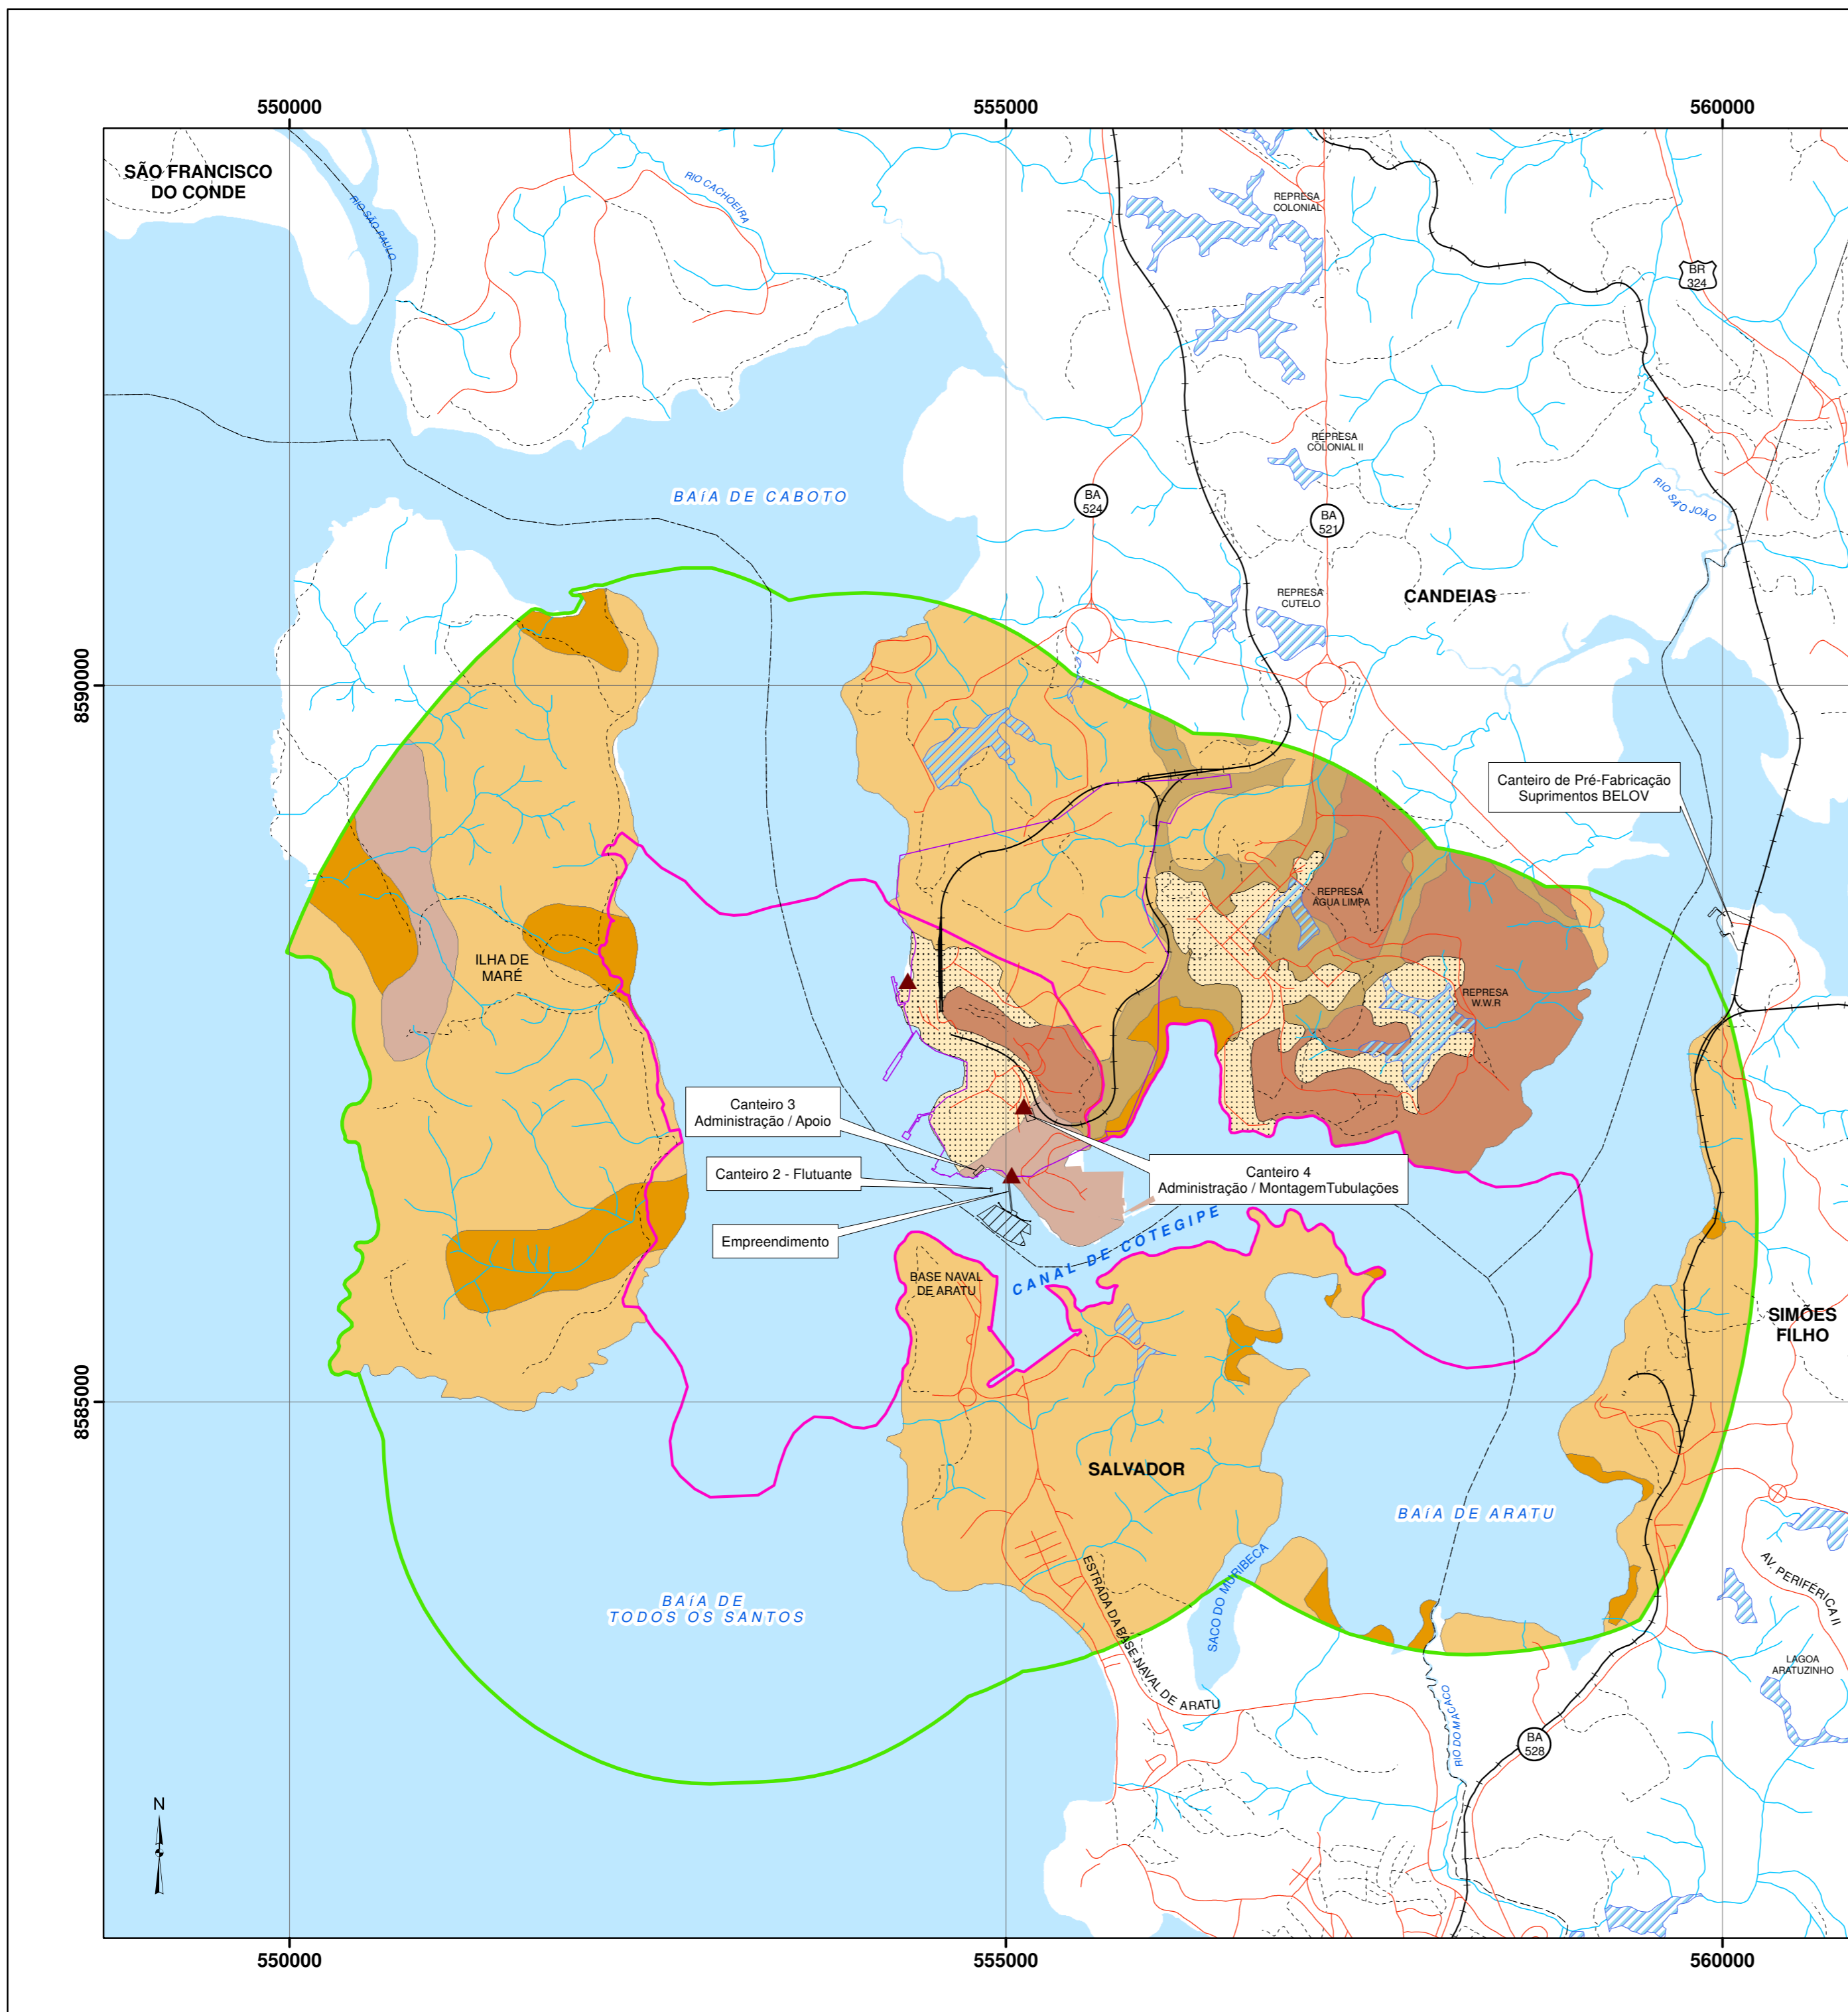 550000
555000
560000
SÃO FRANCISCO
DO CONDE
RIO SÃO PAULO
RIO CACHOEIRA
REPRESA
COLONIAL
BR
324
REPRESA
COLONIAL II
RIO SÃO JOÃO
BAÍA DE CABOTO
BA
524
BA
521
CANDEIAS
REPRESA
CUTELO
8590000
Canteiro de Pré-Fabricação
Suprimentos BELOV
REPRESA
ÁGUA LIMPA
ILHA DE
MARÉ
REPRESA
W.W.R
Canteiro 3
Administração / Apoio
Canteiro 2 - Flutuante
Canteiro 4
Administração / MontagemTubulações
Empreendimento
CANAL DE COTEGIPE
BASE NAVAL
DE ARATU
SIMÕES
FILHO
8585000
SALVADOR
BAÍA DE ARATU
BAÍA DE
TODOS OS SANTOS
ESTRADA DA BASE NAVAL DE ARATU
SACO DO MURIBECA
AV. PERIFÉRICA II
LAGOA
ARATUZINHO
RIO DO MACACO
BA
528
N
550000
555000
560000